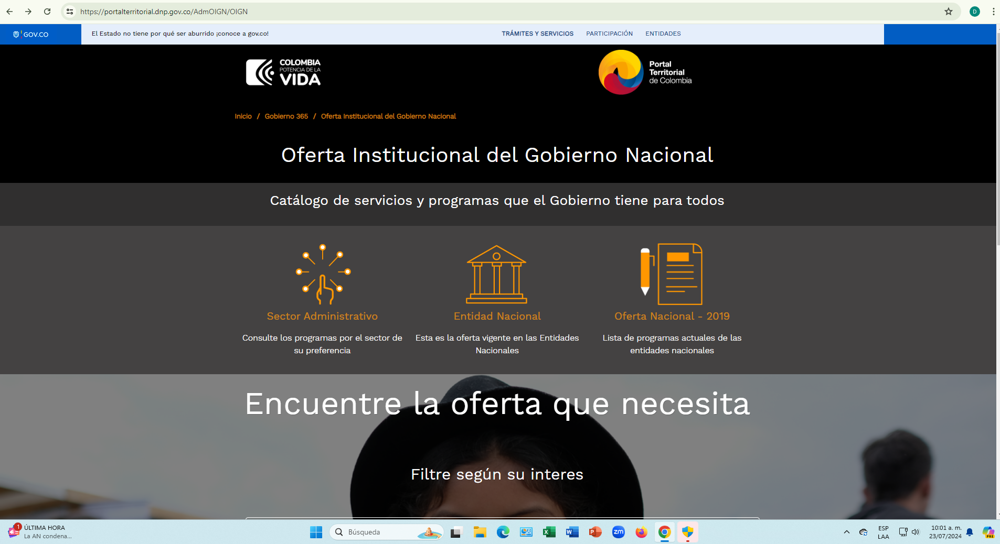 https://portalterritorial.dnp.gov.co/AdmOIGN/OIGN
D
GOV.CO
El Estado no tiene por qué ser aburrido ¡conoce a gov.co!
TRÁMITES Y SERVICIOS
PARTICIPACIÓN
ENTIDADES
COLOMBIA
POTENCIA DE LA
VIDA
Portal
Territorial
de Colombia
Inicio / Gobierno 365 / Oferta Institucional del Gobierno Nacional
Oferta Institucional del Gobierno Nacional
Catálogo de servicios y programas que el Gobierno tiene para todos
Sector Administrativo
Consulte los programas por el sector de
su preferencia
Entidad Nacional
Esta es la oferta vigente en las Entidades
Nacionales
Oferta Nacional - 2019
Lista de programas actuales de las
entidades nacionales
Encuentre la oferta que necesita
Filtre según su interes
1
ÚLTIMA HORA
La AN condena...
Búsqueda
X
W
P
zm
ESP
LAA
10:01 a. m.
23/07/2024
PRE